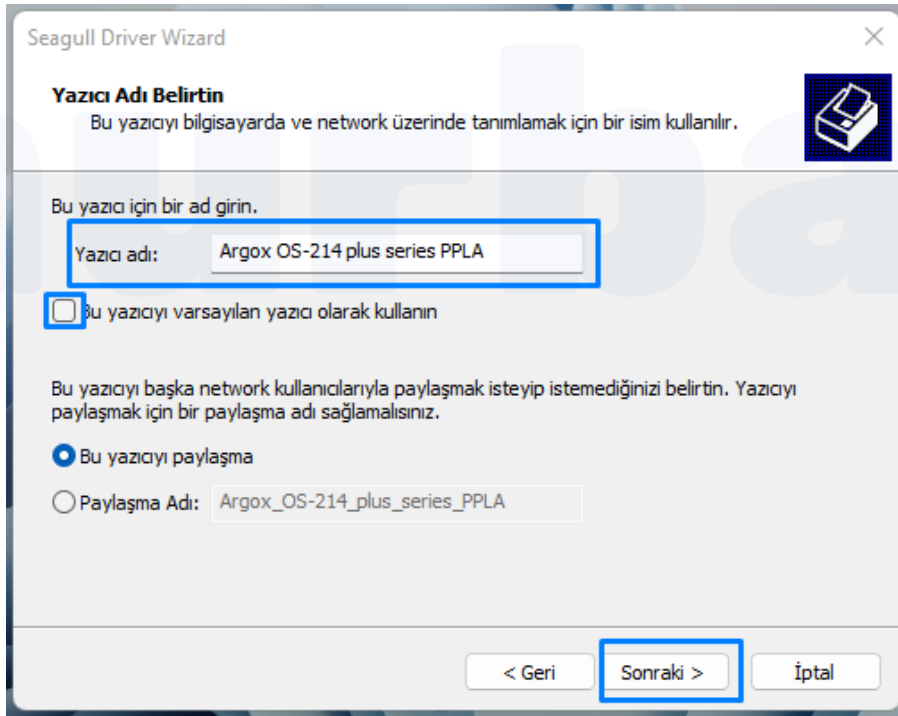 Seagull Driver Wizard
Yazıcı Adı Belirtin
Bu yazıcıyı bilgisayarda ve network üzerinde tanımlamak için bir isim kullanılır.
Bu yazıcı için bir ad girin.
Yazıcı adı: Argox OS-214 plus series PPLA
Bu yazıcıyı varsayılan yazıcı olarak kullanın
Bu yazıcıyı başka network kullanıcılarıyla paylaşmak isteyip istemediğinizi belirtin. Yazıcıyı
paylaşmak için bir paylaşma adı sağlamalısınız.
Bu yazıcıyı paylaşma
Paylaşma Adı: Argox_OS-214_plus_series_PPLA
< Geri Sonraki > İptal